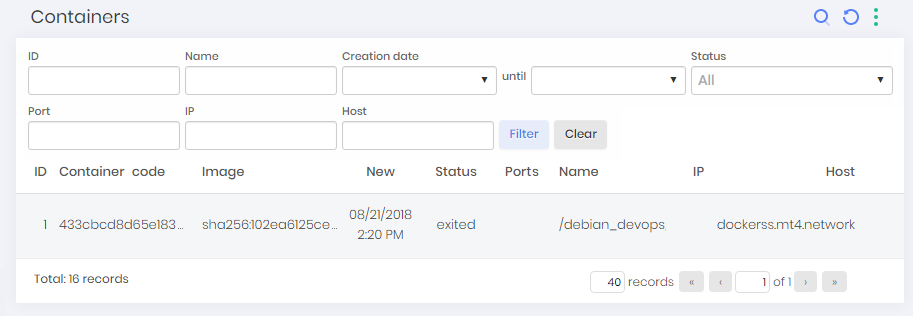 Containers
ID Name Creation date Status
until All
Port IP Host
Filter Clear
ID Container code Image New Status Ports Name IP Host
1 433cbcd8d65e183... sha256:102ea6125ce... 08/21/2018 exited /debian_devops, dockerss.mt4.network
2:20 PM
Total: 16 records 40 records « ‹ 1 of 1 › »